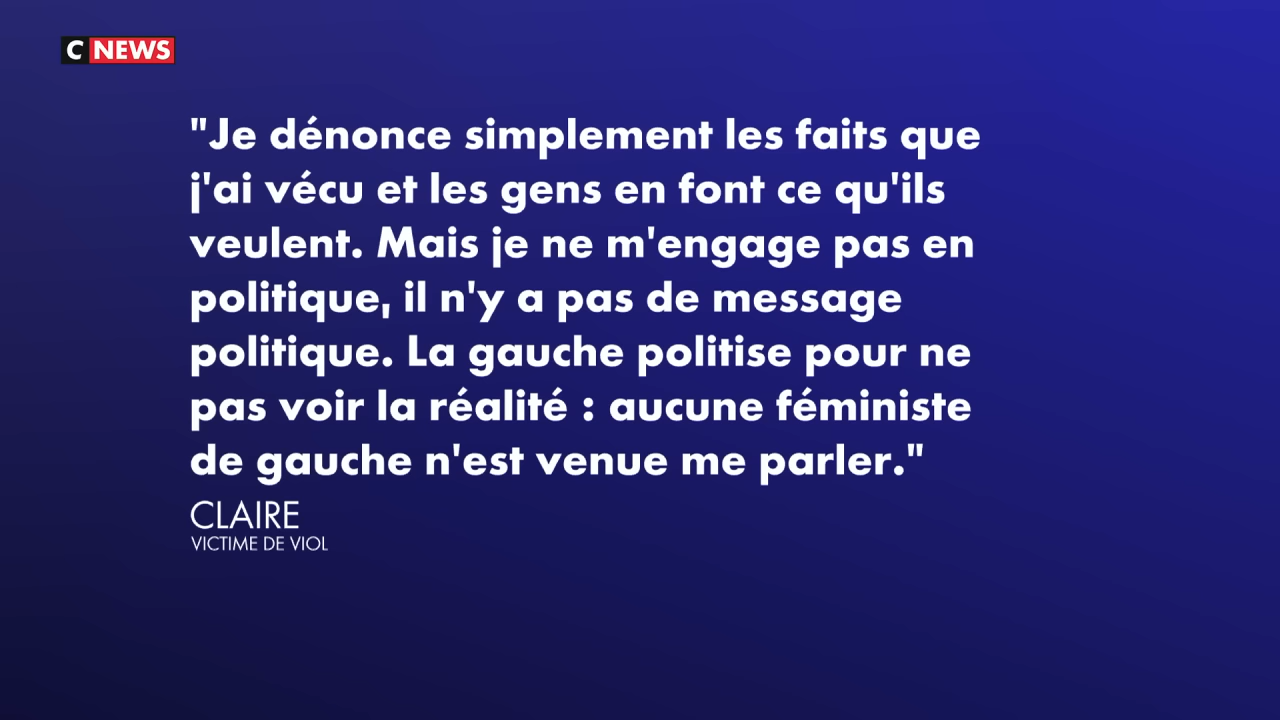 C NEWS
"Je dénonce simplement les faits que
j'ai vécu et les gens en font ce qu'ils
veulent. Mais je ne m'engage pas en
politique, il n'y a pas de message
politique. La gauche politise pour ne
pas voir la réalité : aucune féministe
de gauche n'est venue me parler."
CLAIRE
VICTIME DE VIOL